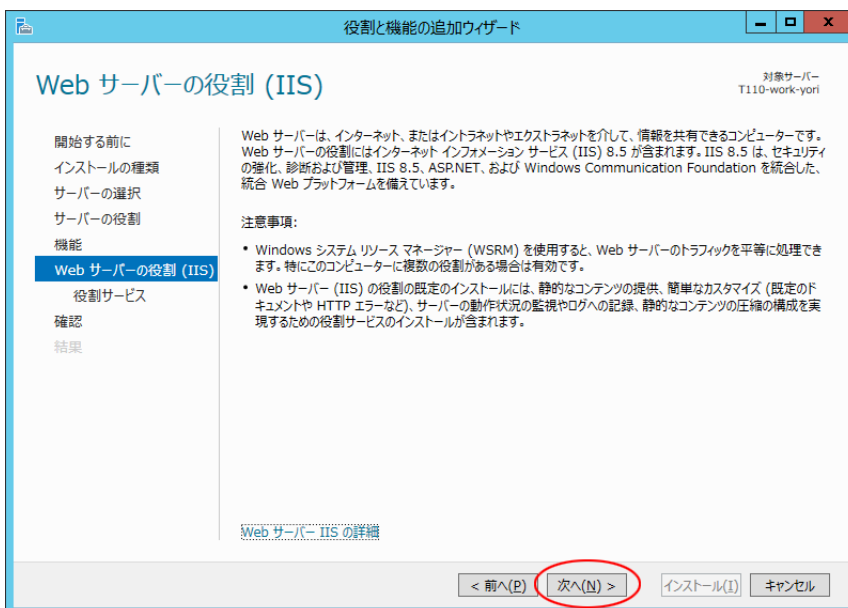 役割と機能の追加ウィザード
Web サーバーの役割 (IIS)
対象サーバー
T110-work-yori
開始する前に
インストールの種類
サーバーの選択
サーバーの役割
機能
Web サーバーの役割 (IIS)
役割サービス
確認
結果
Web サーバーは、インターネット、またはイントラネットやエクストラネットを介して、情報を共有できるコンピューターです。
Web サーバーの役割にはインターネット インフォメーション サービス (IIS) 8.5 が含まれます。IIS 8.5 は、セキュリティ
の強化、診断および管理、IIS 8.5、ASP.NET、および Windows Communication Foundation を統合した、
統合 Web プラットフォームを備えています。
注意事項:
• Windows システム リソース マネージャー (WSRM) を使用すると、Web サーバーのトラフィックを平等に処理でき
ます。特にこのコンピューターに複数の役割がある場合は有効です。
• Web サーバー (IIS) の役割の既定のインストールには、静的なコンテンツの提供、簡単なカスタマイズ (既定のド
キュメントや HTTP エラーなど)、サーバーの動作状況の監視やログへの記録、静的なコンテンツの圧縮の構成を実
現するための役割サービスのインストールが含まれます。
Web サーバー IIS の詳細
< 前へ(P)
次へ(N) >
インストール(I)
キャンセル